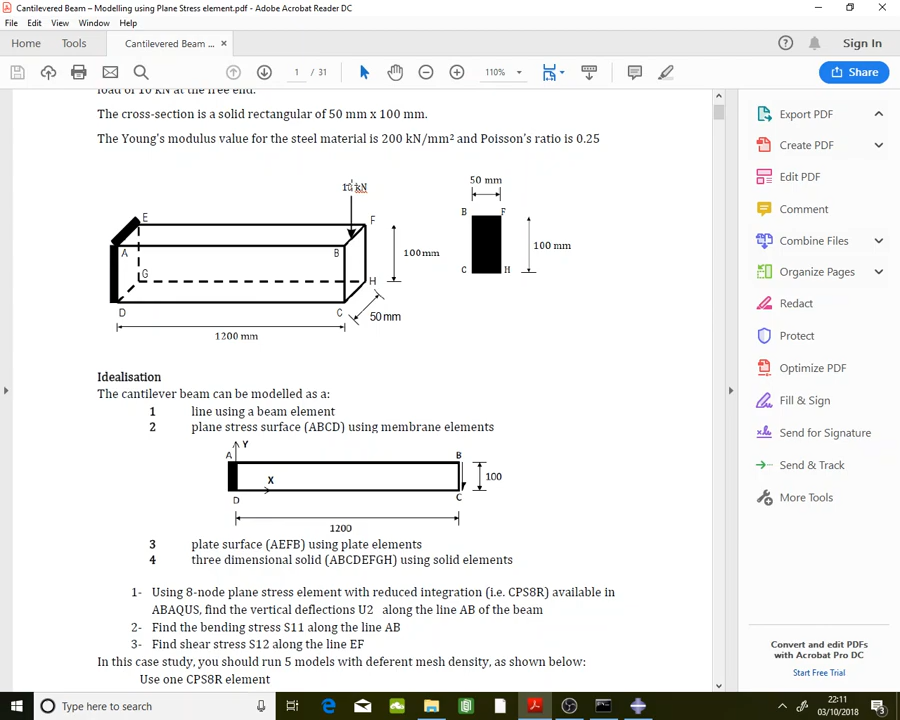 Cantilevered Beam – Modelling using Plane Stress element.pdf - Adobe Acrobat Reader DC
File Edit View Window Help
Home Tools Cantilevered Beam ... × Sign In
1 / 31 110% Share
load of 10 kN at the free end.
The cross-section is a solid rectangular of 50 mm x 100 mm.
The Young's modulus value for the steel material is 200 kN/mm² and Poisson's ratio is 0.25
10 kN
50 mm
E F B F
A B 100mm 100 mm
G H C H
D C 50mm
1200 mm
Idealisation
The cantilever beam can be modelled as a:
1 line using a beam element
2 plane stress surface (ABCD) using membrane elements
Y
A B
X 100
D C
1200
3 plate surface (AEFB) using plate elements
4 three dimensional solid (ABCDEFGH) using solid elements
1- Using 8-node plane stress element with reduced integration (i.e. CPS8R) available in
ABAQUS, find the vertical deflections U2 along the line AB of the beam
2- Find the bending stress S11 along the line AB
3- Find shear stress S12 along the line EF
In this case study, you should run 5 models with deferent mesh density, as shown below:
Use one CPS8R element
Export PDF
Create PDF
Edit PDF
Comment
Combine Files
Organize Pages
Redact
Protect
Optimize PDF
Fill & Sign
Send for Signature
Send & Track
More Tools
Convert and edit PDFs
with Acrobat Pro DC
Start Free Trial
Type here to search
22:11
03/10/2018
3